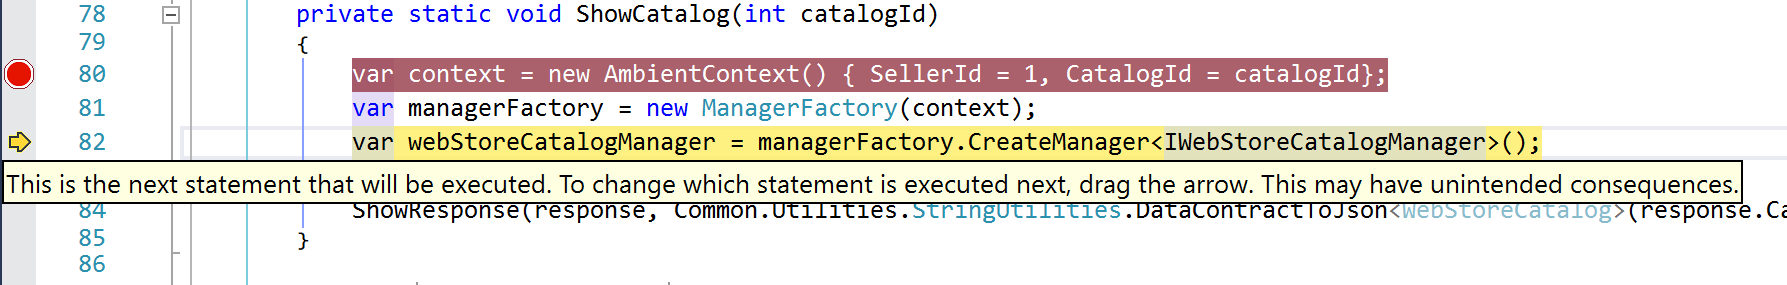 78 private static void ShowCatalog(int catalogId)
79 {
80 var context = new AmbientContext() { SellerId = 1, CatalogId = catalogId};
81 var managerFactory = new ManagerFactory(context);
82 var webStoreCatalogManager = managerFactory.CreateManager<IWebStoreCatalogManager>();
This is the next statement that will be executed. To change which statement is executed next, drag the arrow. This may have unintended consequences.
84 ShowResponse(response, Common.Utilities.StringUtilities.DataContractToJson<WebStoreCatalog>(response.Ca
85 }
86